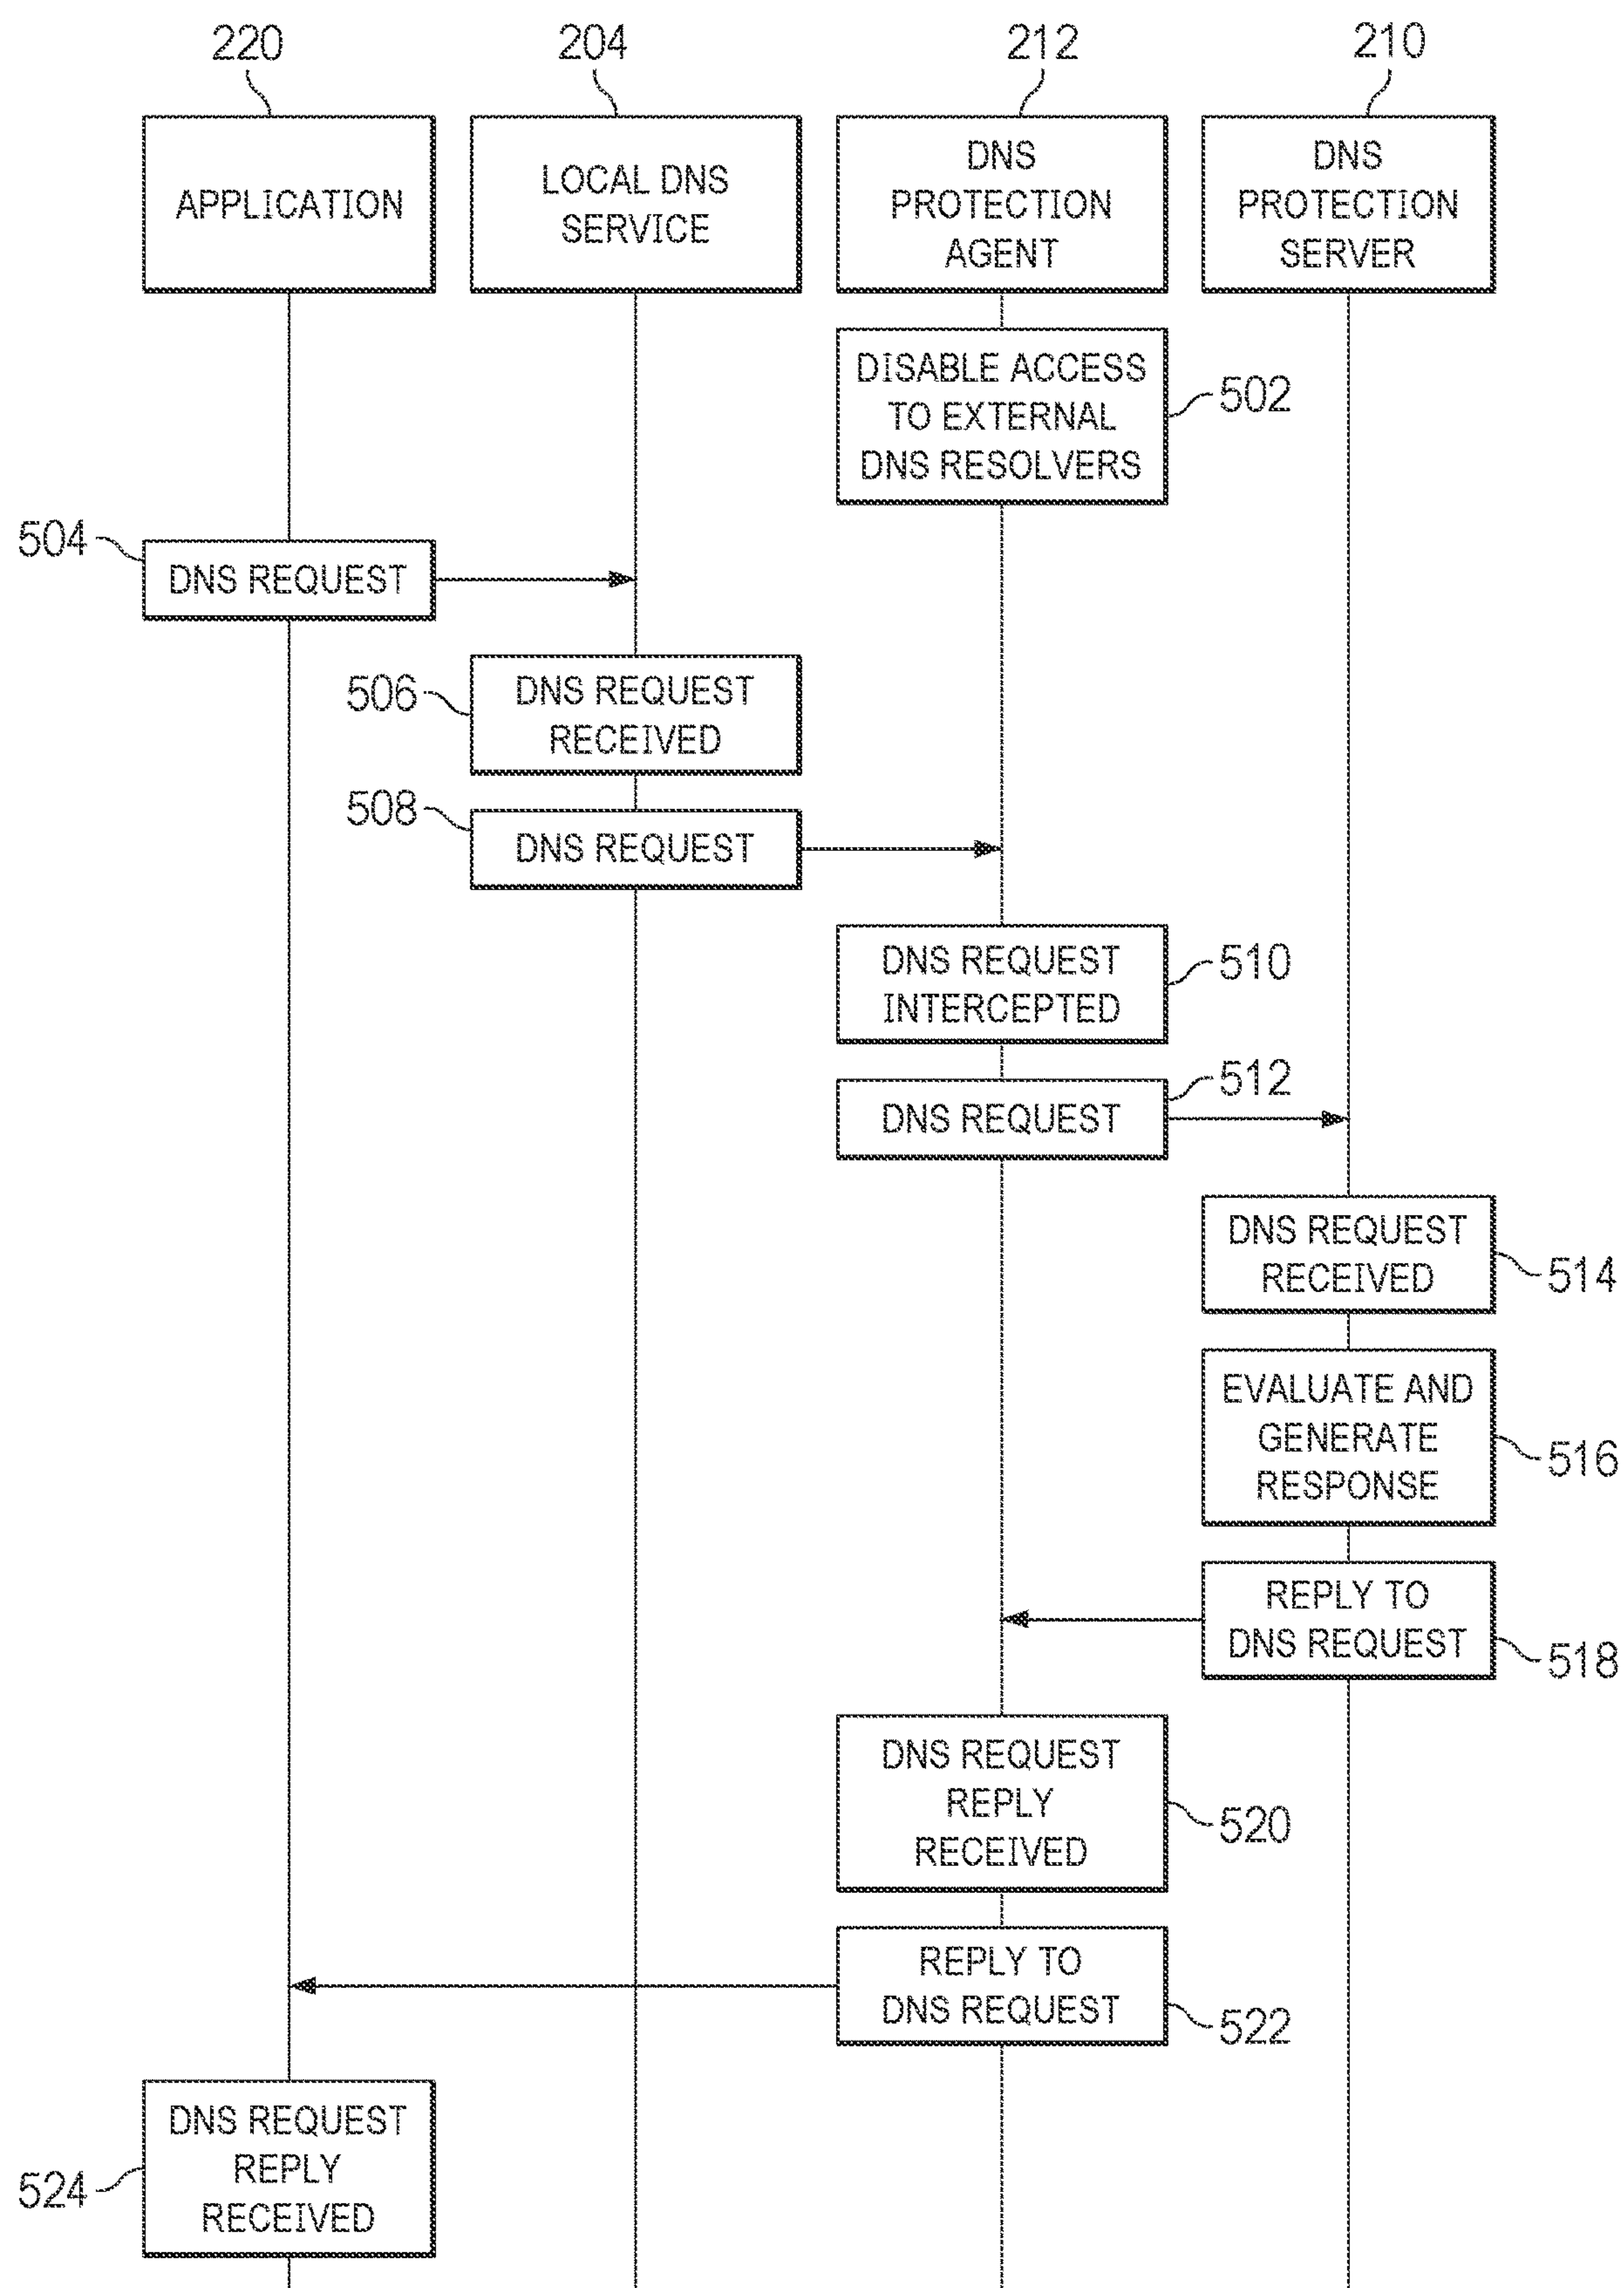 220
204
212
210
APPLICATION
LOCAL DNS
SERVICE
DNS
PROTECTION
AGENT
DNS
PROTECTION
SERVER
DISABLE ACCESS
TO EXTERNAL
DNS RESOLVERS
502
504
DNS REQUEST
506
DNS REQUEST
RECEIVED
508
DNS REQUEST
DNS REQUEST
INTERCEPTED
510
DNS REQUEST
512
DNS REQUEST
RECEIVED
514
EVALUATE AND
GENERATE
RESPONSE
516
REPLY TO
DNS REQUEST
518
DNS REQUEST
REPLY
RECEIVED
520
REPLY TO
DNS REQUEST
522
DNS REQUEST
REPLY
RECEIVED
524